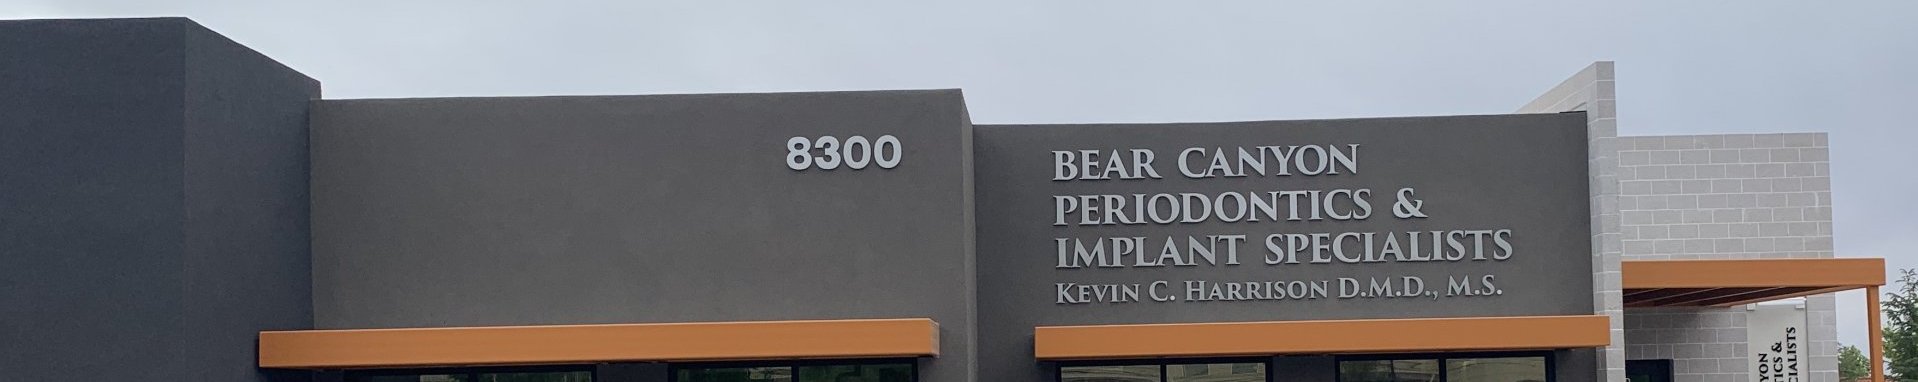 8300
BEAR CANYON
PERIODONTICS &
IMPLANT SPECIALISTS
KEVIN C. HARRISON D.M.D., M.S.